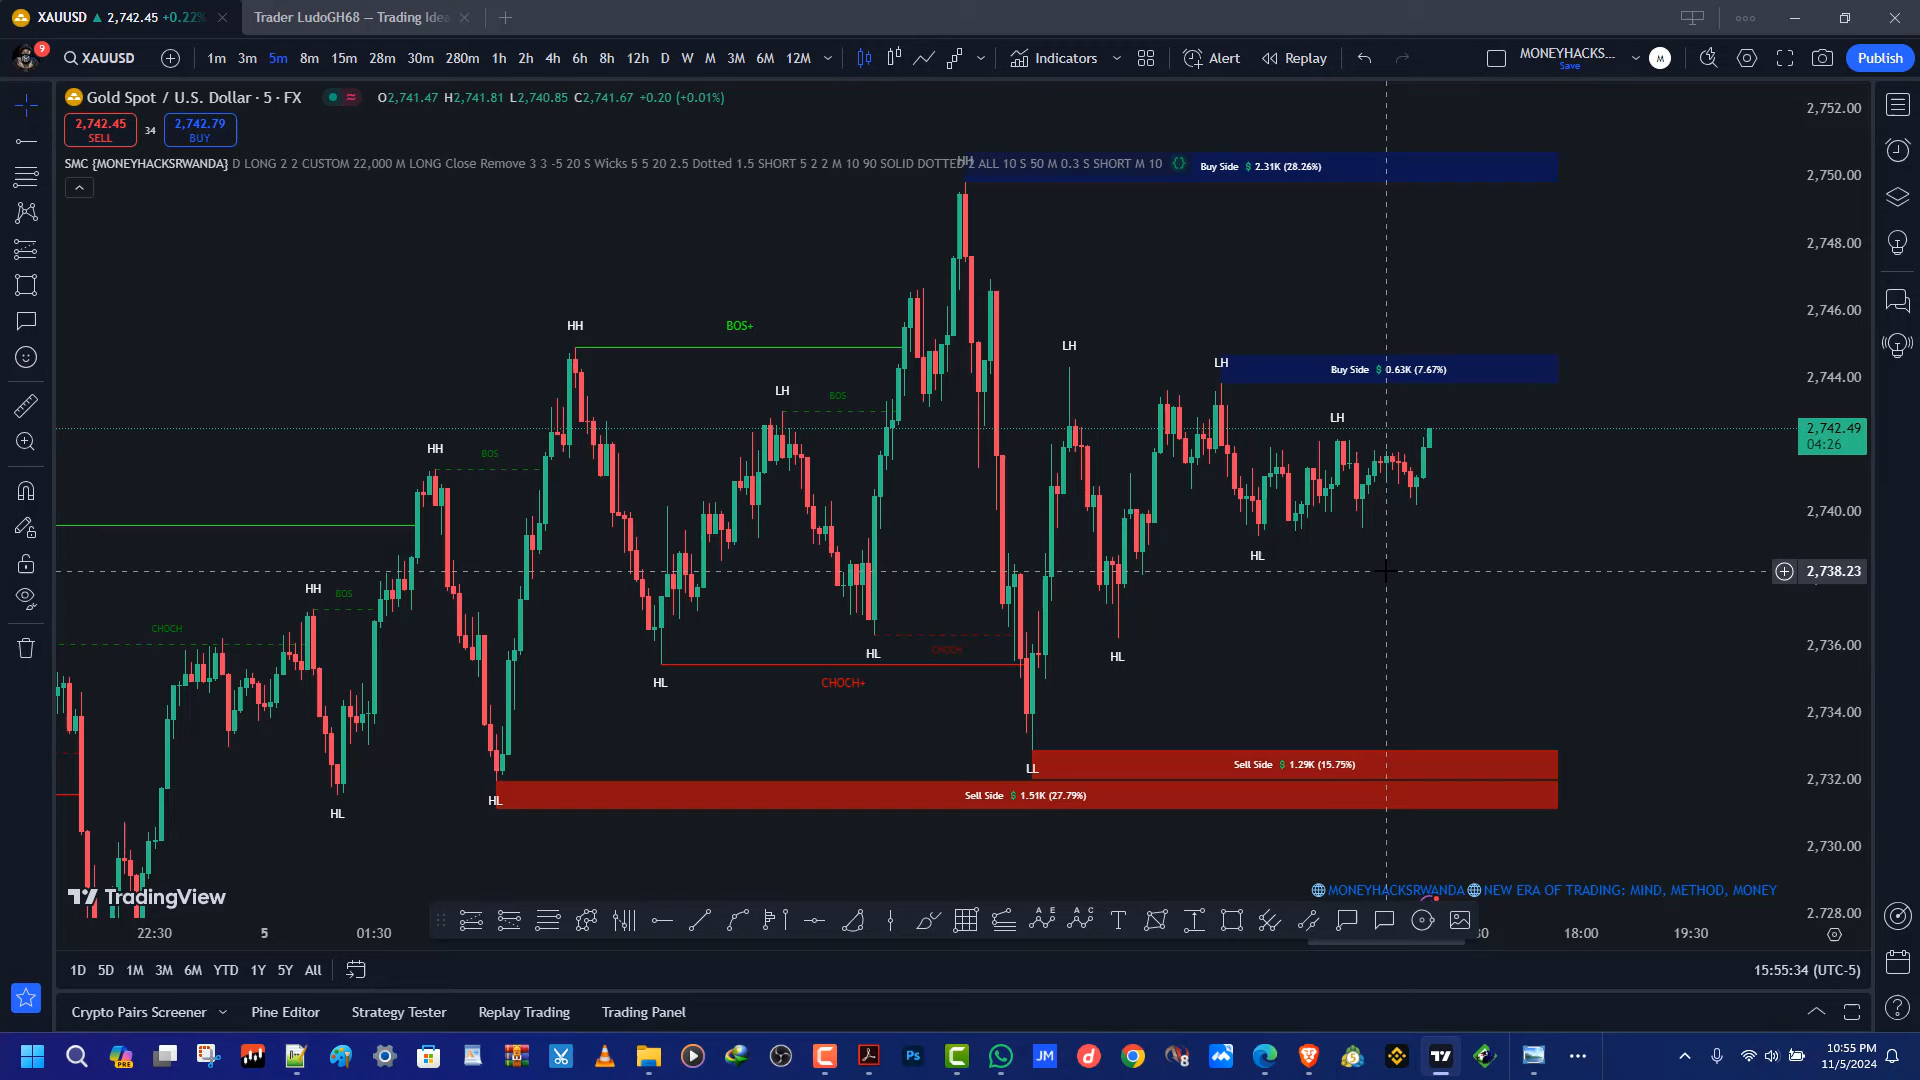 XAUUSD ▲ 2,742.45 +0.22%
Trader LudoGH68 — Trading Idea
9
XAUUSD
1m 3m 5m 8m 15m 28m 30m 280m 1h 2h 4h 6h 8h 12h D W M 3M 6M 12M
Indicators
Alert
Replay
MONEYHACKS...
Save
M
Publish
Gold Spot / U.S. Dollar · 5 · FX
O2,741.47 H2,741.81 L2,740.85 C2,741.67 +0.20 (+0.01%)
2,742.45
SELL
34
2,742.79
BUY
SMC {MONEYHACKSRWANDA} D LONG 2 2 CUSTOM 22,000 M LONG Close Remove 3 3 -5 20 S Wicks 5 5 20 2.5 Dotted 1.5 SHORT 5 2 2 M 10 90 SOLID DOTTED 2 ALL 10 S 50 M 0.3 S SHORT M 10
HH
Buy Side $ 2.31K (28.26%)
2,752.00
2,750.00
2,748.00
2,746.00
2,744.00
2,742.49
04:26
2,740.00
2,738.23
2,736.00
2,734.00
2,732.00
2,730.00
2,728.00
HH
BOS+
LH
LH
Buy Side $ 0.63K (7.67%)
LH
BOS
LH
HH
BOS
HL
HH
BOS
CHOCH
HL
CHOCH
HL
HL
CHOCH+
LL
Sell Side $ 1.29K (15.75%)
HL
Sell Side $ 1.51K (27.79%)
HL
TradingView
MONEYHACKSRWANDA
NEW ERA OF TRADING: MIND, METHOD, MONEY
22:30
5
01:30
18:00
19:30
1D 5D 1M 3M 6M YTD 1Y 5Y All
15:55:34 (UTC-5)
Crypto Pairs Screener
Pine Editor
Strategy Tester
Replay Trading
Trading Panel
10:55 PM
11/5/2024